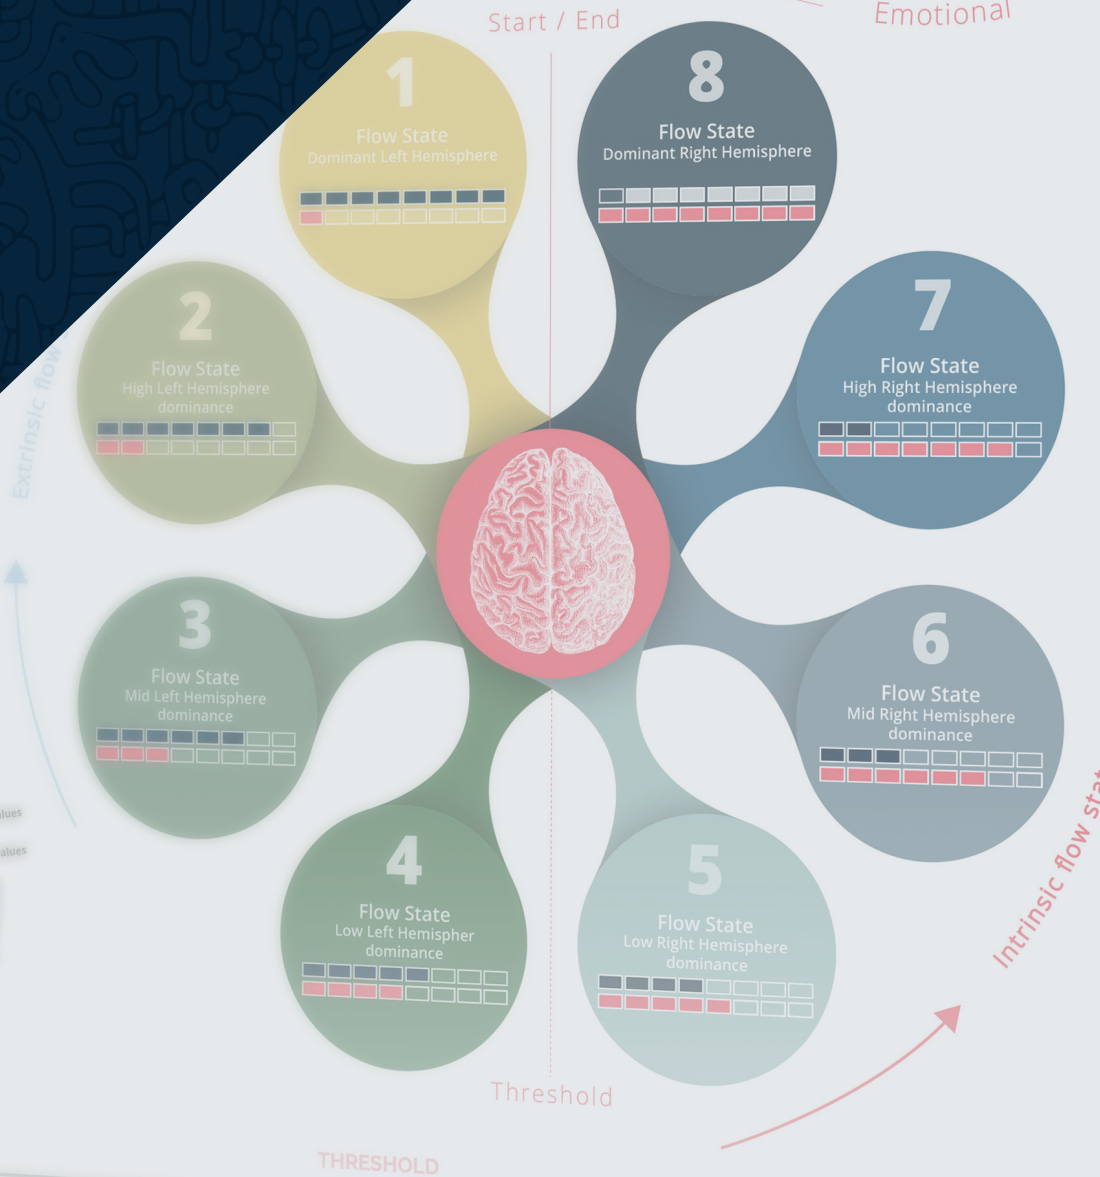 Start / End
Emotional
1
Flow State
Dominant Left Hemisphere
8
Flow State
Dominant Right Hemisphere
2
Flow State
High Left Hemisphere
dominance
7
Flow State
High Right Hemisphere
dominance
Extrinsic flow
3
Flow State
Mid Left Hemisphere
dominance
6
Flow State
Mid Right Hemisphere
dominance
4
Flow State
Low Left Hemispher
dominance
5
Flow State
Low Right Hemisphere
dominance
Intrinsic flow stat
alues
alues
Threshold
THRESHOLD